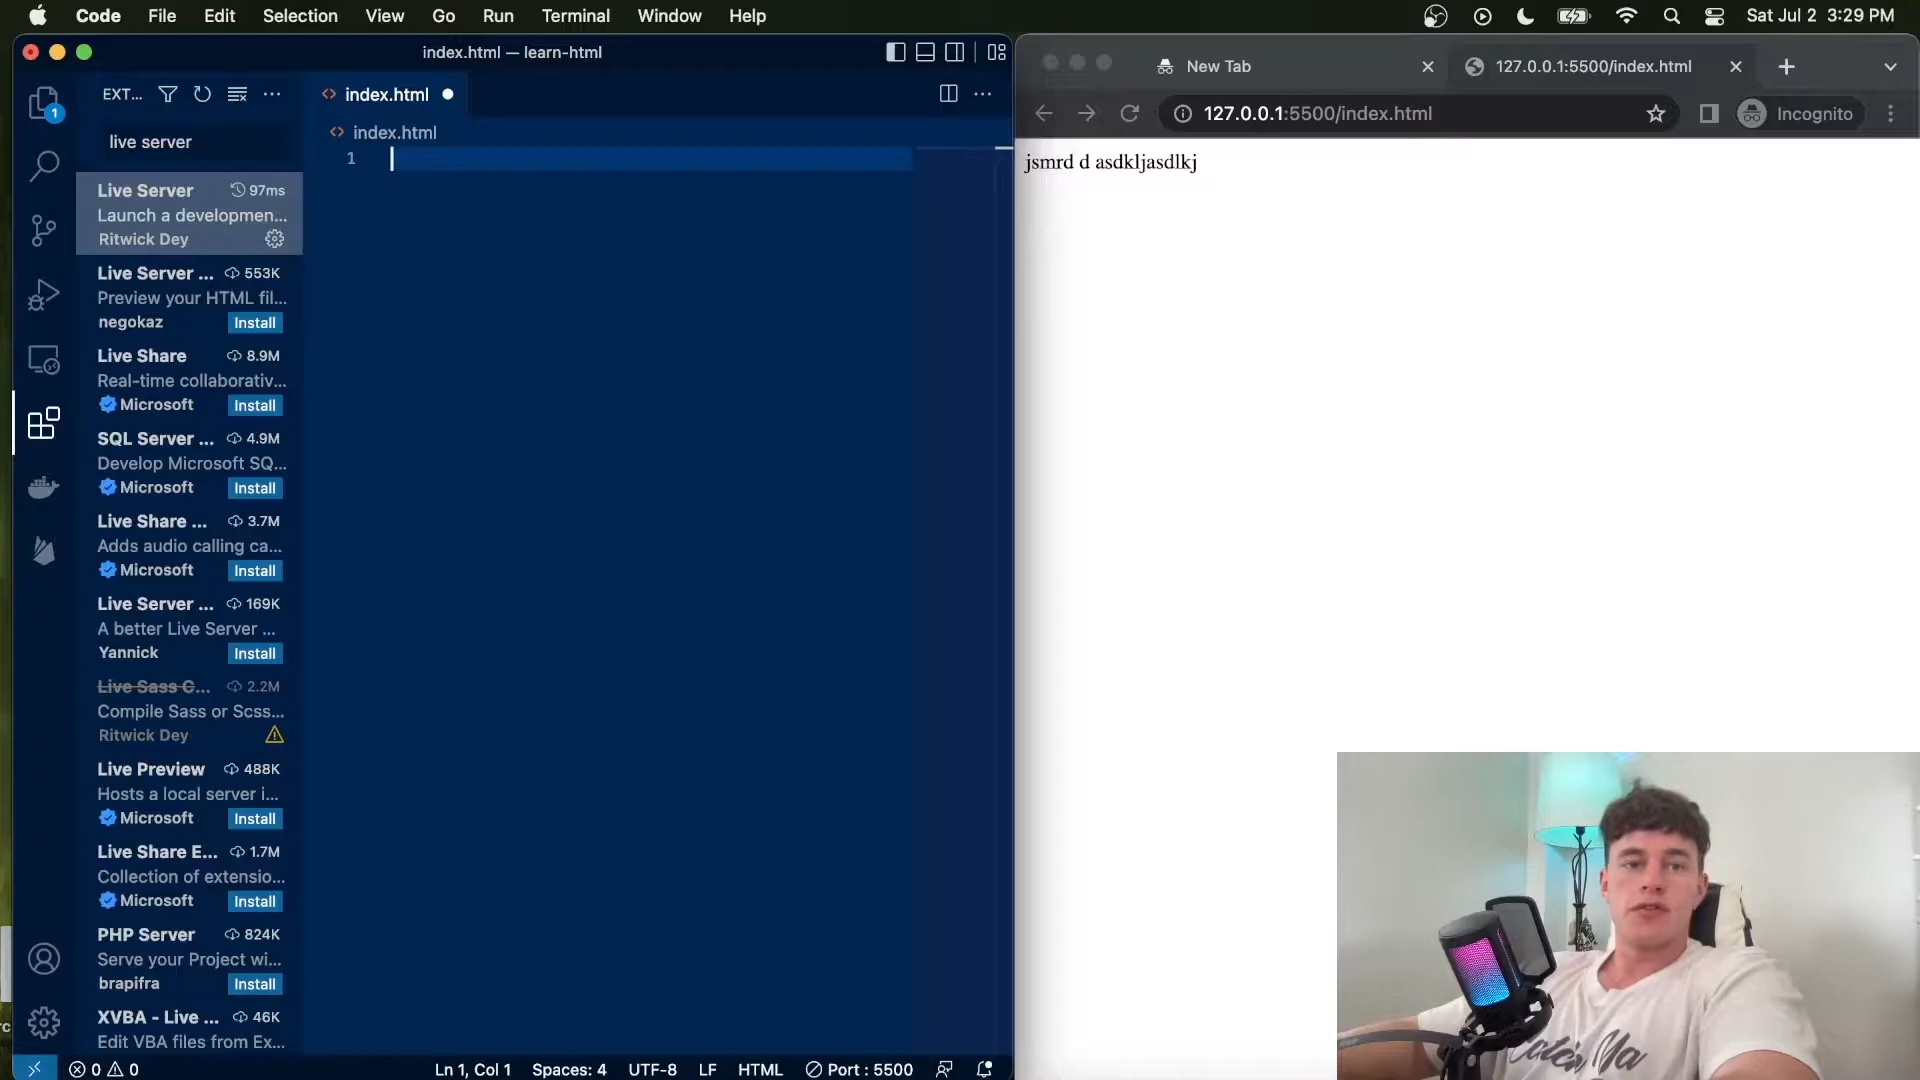 Code File Edit Selection View Go Run Terminal Window Help Sat Jul 2 3:29 PM
index.html — learn-html
New Tab
127.0.0.1:5500/index.html
EXT...
index.html
127.0.0.1:5500/index.html
Incognito
1
live server
index.html
1
jsmrd d asdkljasdlkj
Live Server 97ms
Launch a developmen...
Ritwick Dey
Live Server ... 553K
Preview your HTML fil...
negokaz Install
Live Share 8.9M
Real-time collaborativ...
Microsoft Install
SQL Server ... 4.9M
Develop Microsoft SQ...
Microsoft Install
Live Share ... 3.7M
Adds audio calling ca...
Microsoft Install
Live Server ... 169K
A better Live Server ...
Yannick Install
Live Sass C... 2.2M
Compile Sass or Scss...
Ritwick Dey
Live Preview 488K
Hosts a local server i...
Microsoft Install
Live Share E... 1.7M
Collection of extensio...
Microsoft Install
PHP Server 824K
Serve your Project wi...
brapifra Install
XVBA - Live ... 46K
Edit VBA files from Ex...
0 0 Ln 1, Col 1 Spaces: 4 UTF-8 LF HTML Port : 5500